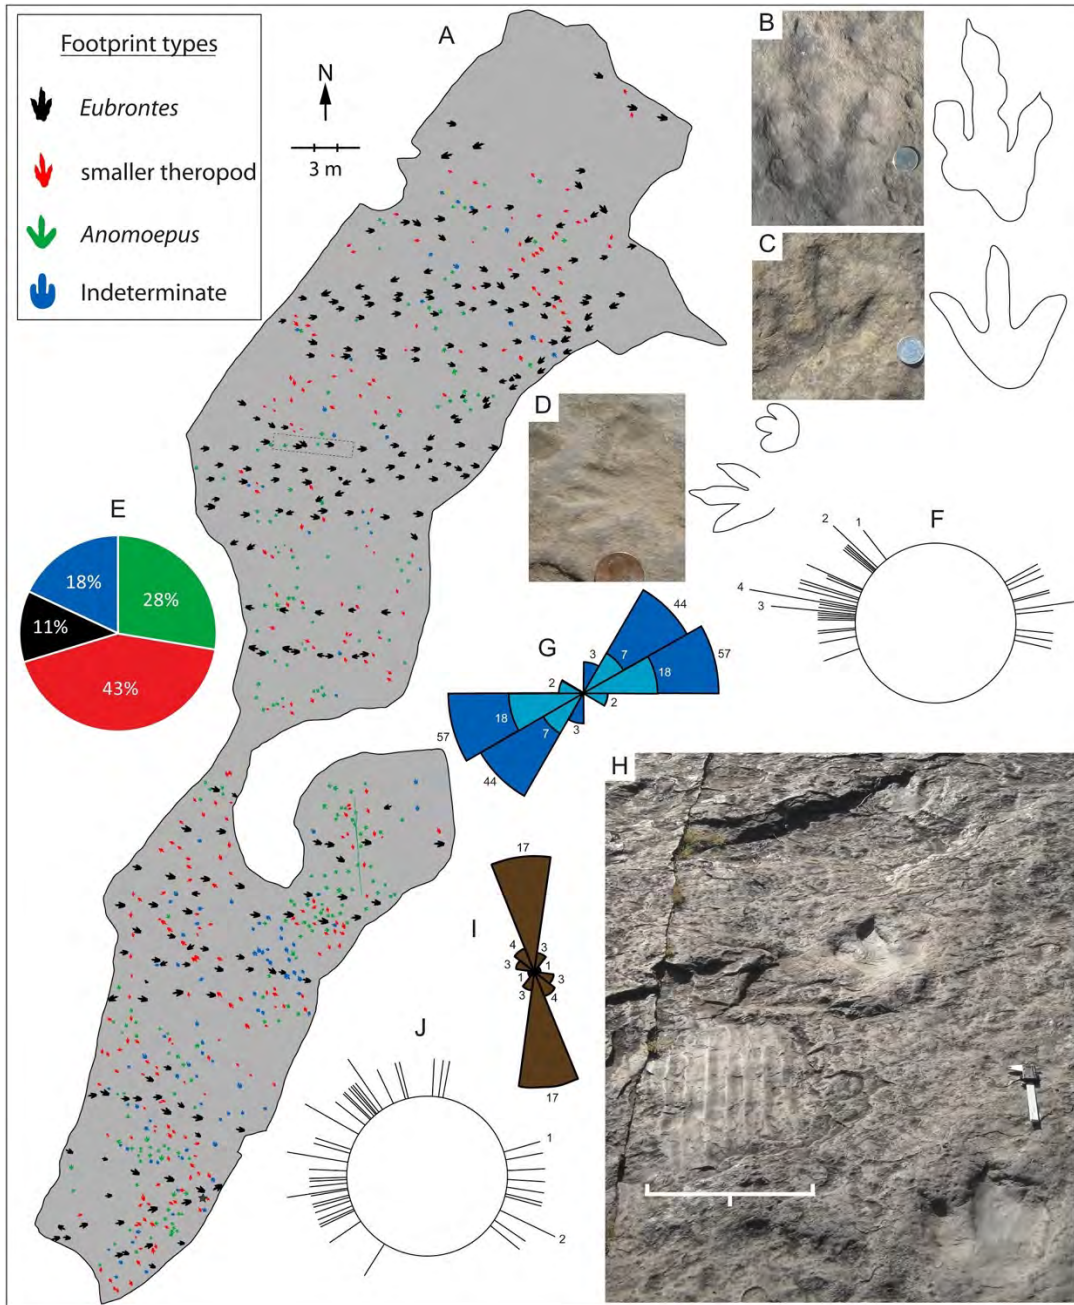 Footprint types
Eubrontes
smaller theropod
Anomoepus
Indeterminate
A
N
3 m
B
C
D
E
18%
28%
11%
43%
F
2
1
4
3
G
44
3
7
57
18
2
2
18
3
7
57
44
H
I
17
4
3
3
1
1
3
3
4
17
J
1
2